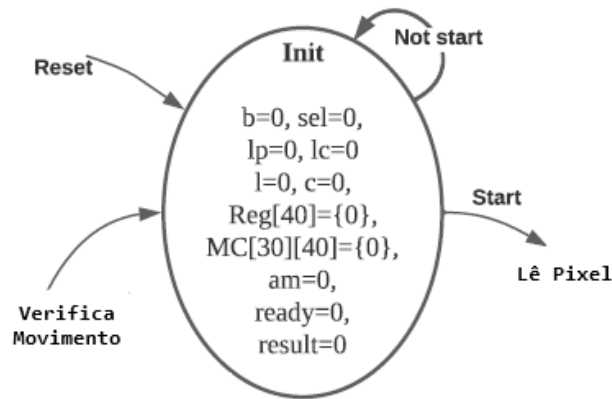 Not start
Init
Reset
b=0, sel=0,
lp=0, lc=0
l=0, c=0,
Reg[40]={0},
MC[30][40]={0},
am=0,
ready=0,
result=0
Start
Lê Pixel
Verifica
Movimento